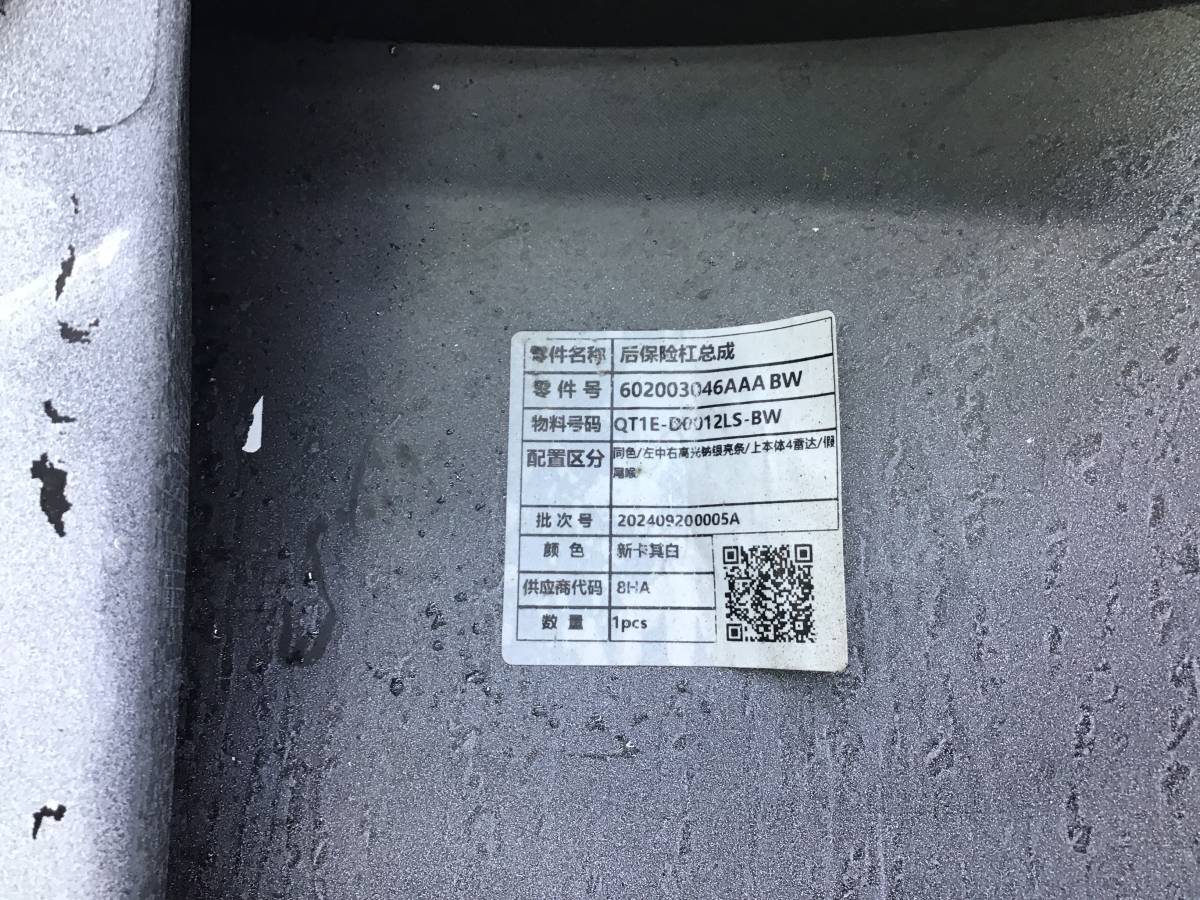 零件名称 后保险杠总成
零件号 602003046AAA BW
物料号码 QT1E-D0012LS-BW
配置区分 同色/左中右高光钠银亮条/上本体4雷达/假
尾喉
批次号 202409200005A
颜色 新卡其白
供应商代码 8HA
数量 1pcs